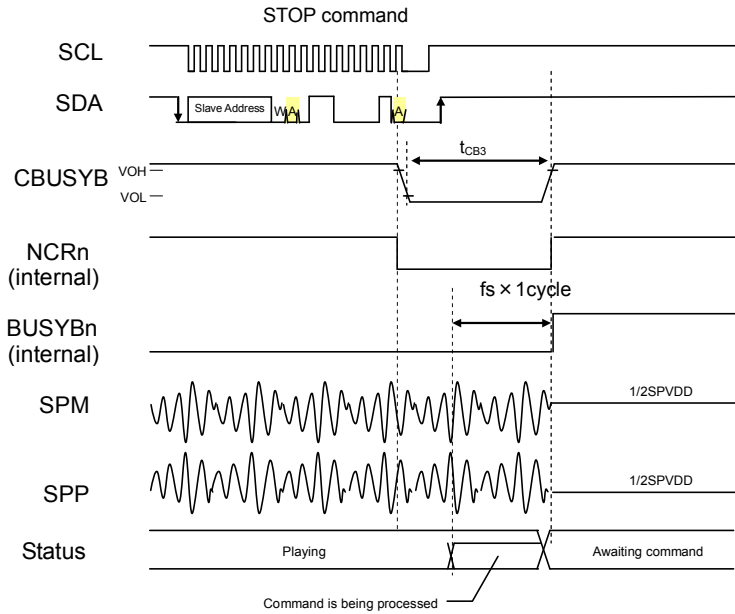 STOP command
SCL
SDA
Slave Address
W
A
A
CBUSYB
VOH
VOL
tCB3
NCRn
(internal)
fs × 1cycle
BUSYBn
(internal)
SPM
1/2SPVDD
SPP
1/2SPVDD
Status
Playing
Awaiting command
Command is being processed